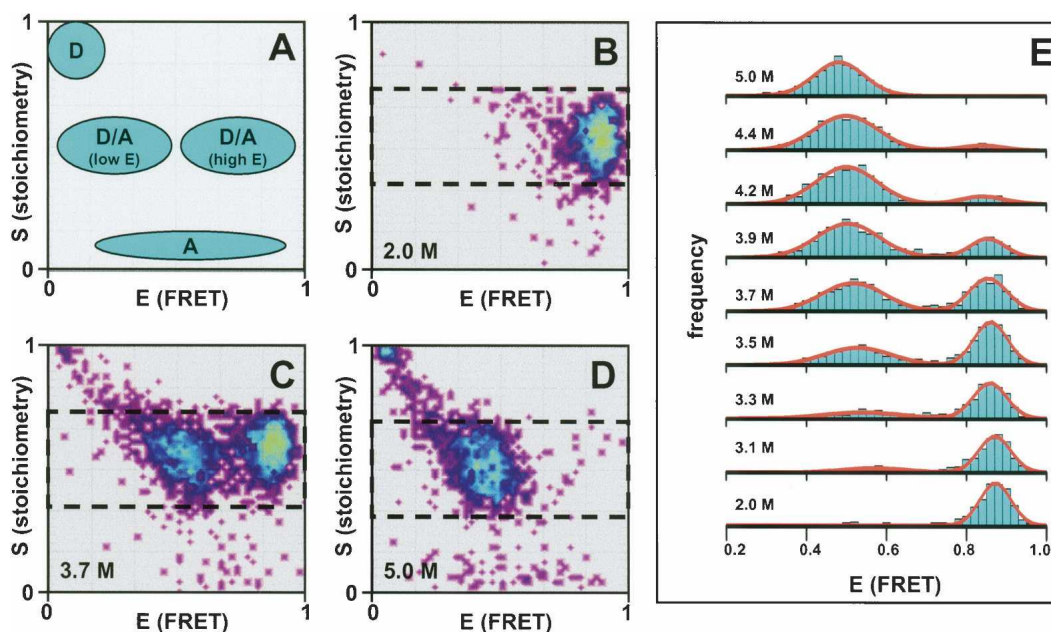 1
A
D
D/A
(low E)
D/A
(high E)
A
S (stoichiometry)
0
0
1
E (FRET)
1
B
S (stoichiometry)
2.0 M
0
0
1
E (FRET)
1
C
S (stoichiometry)
3.7 M
0
0
1
E (FRET)
1
D
S (stoichiometry)
5.0 M
0
0
1
E (FRET)
E
5.0 M
4.4 M
4.2 M
3.9 M
3.7 M
3.5 M
3.3 M
3.1 M
2.0 M
frequency
0.2 0.4 0.6 0.8 1.0
E (FRET)